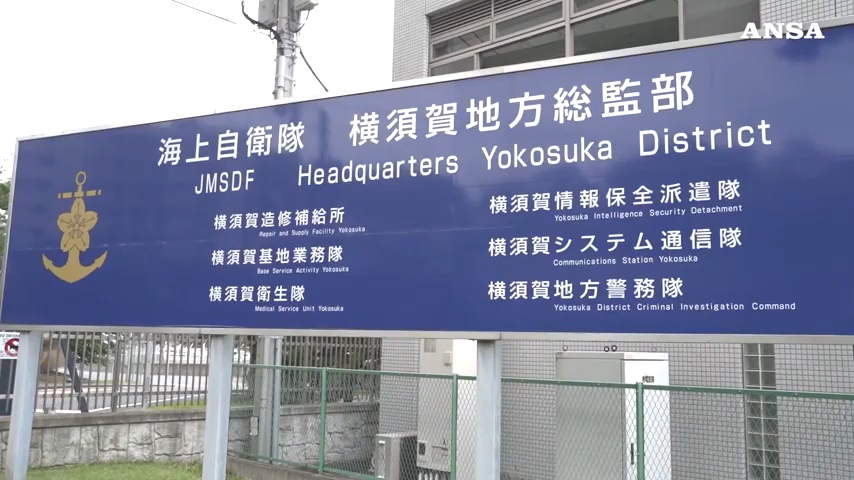 ANSA
海上自衛隊 横須賀地方総監部
JMSDF Headquarters Yokosuka District
横須賀造修補給所
Repair and Supply Facility Yokosuka
横須賀基地業務隊
Base Service Activity Yokosuka
横須賀衛生隊
Medical Service Unit Yokosuka
横須賀情報保全派遣隊
Yokosuka Intelligence Security Detachment
横須賀システム通信隊
Communications Station Yokosuka
横須賀地方警務隊
Yokosuka District Criminal Investigation Command